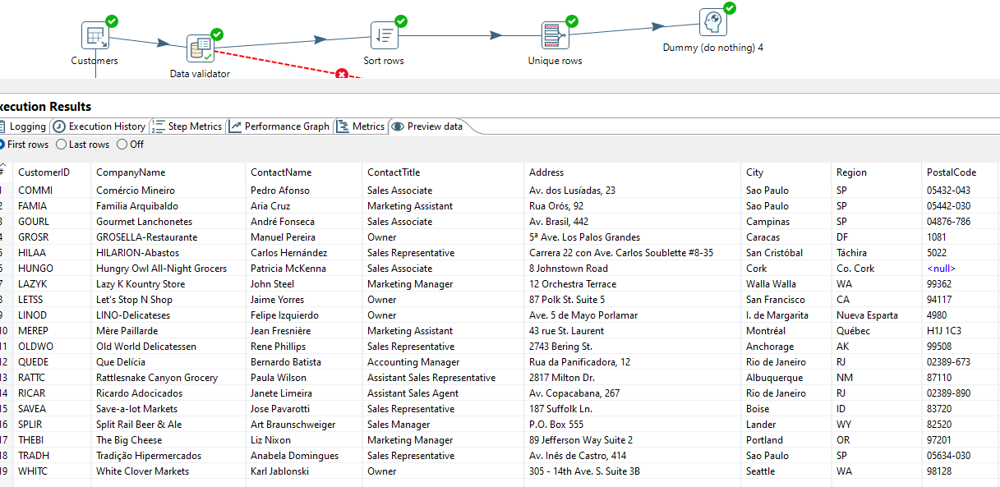 Customers
Data validator
Sort rows
Unique rows
Dummy (do nothing) 4
xecution Results
Logging Execution History Step Metrics Performance Graph Metrics Preview data
First rows Last rows Off
# CustomerID CompanyName ContactName ContactTitle Address City Region PostalCode
1 COMMI Comércio Mineiro Pedro Afonso Sales Associate Av. dos Lusíadas, 23 Sao Paulo SP 05432-043
2 FAMIA Familia Arquibaldo Aria Cruz Marketing Assistant Rua Orós, 92 Sao Paulo SP 05442-030
3 GOURL Gourmet Lanchonetes André Fonseca Sales Associate Av. Brasil, 442 Campinas SP 04876-786
4 GROSR GROSELLA-Restaurante Manuel Pereira Owner 5ª Ave. Los Palos Grandes Caracas DF 1081
5 HILAA HILARION-Abastos Carlos Hernández Sales Representative Carrera 22 con Ave. Carlos Soublette #8-35 San Cristóbal Táchira 5022
6 HUNGO Hungry Owl All-Night Grocers Patricia McKenna Sales Associate 8 Johnstown Road Cork Co. Cork <null>
7 LAZYK Lazy K Kountry Store John Steel Marketing Manager 12 Orchestra Terrace Walla Walla WA 99362
8 LETSS Let's Stop N Shop Jaime Yorres Owner 87 Polk St. Suite 5 San Francisco CA 94117
9 LINOD LINO-Delicateses Felipe Izquierdo Owner Ave. 5 de Mayo Porlamar I. de Margarita Nueva Esparta 4980
10 MEREP Mère Paillarde Jean Fresnière Marketing Assistant 43 rue St. Laurent Montréal Québec H1J 1C3
11 OLDWO Old World Delicatessen Rene Phillips Sales Representative 2743 Bering St. Anchorage AK 99508
12 QUEDE Que Delícia Bernardo Batista Accounting Manager Rua da Panificadora, 12 Rio de Janeiro RJ 02389-673
13 RATTC Rattlesnake Canyon Grocery Paula Wilson Assistant Sales Representative 2817 Milton Dr. Albuquerque NM 87110
14 RICAR Ricardo Adocicados Janete Limeira Assistant Sales Agent Av. Copacabana, 267 Rio de Janeiro RJ 02389-890
15 SAVEA Save-a-lot Markets Jose Pavarotti Sales Representative 187 Suffolk Ln. Boise ID 83720
16 SPLIR Split Rail Beer & Ale Art Braunschweiger Sales Manager P.O. Box 555 Lander WY 82520
17 THEBI The Big Cheese Liz Nixon Marketing Manager 89 Jefferson Way Suite 2 Portland OR 97201
18 TRADH Tradição Hipermercados Anabela Domingues Sales Representative Av. Inês de Castro, 414 Sao Paulo SP 05634-030
19 WHITC White Clover Markets Karl Jablonski Owner 305 - 14th Ave. S. Suite 3B Seattle WA 98128